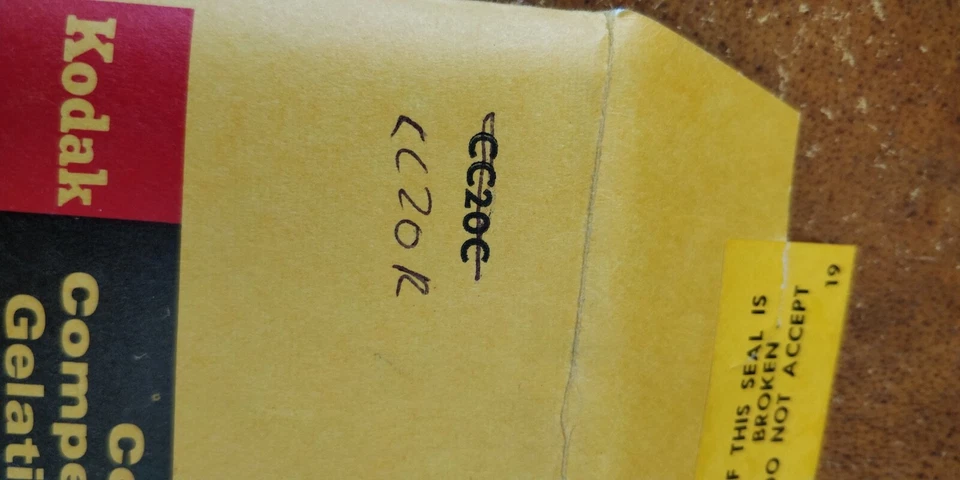 Kodak
Co
Compe
Gelati
CC20C
CC20R
F THIS SEAL IS
BROKEN
DO NOT ACCEPT
19